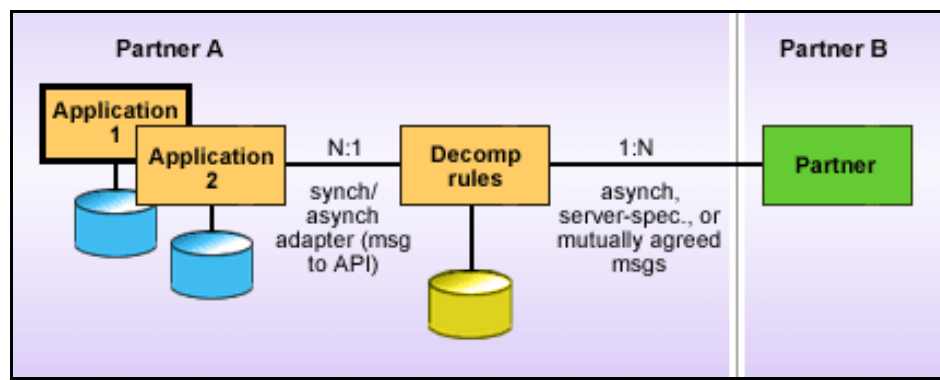 Partner A
Partner B
Application
1
Application
2
N:1
synch/
asynch
adapter (msg
to API)
Decomp
rules
1:N
asynch,
server-spec., or
mutually agreed
msgs
Partner